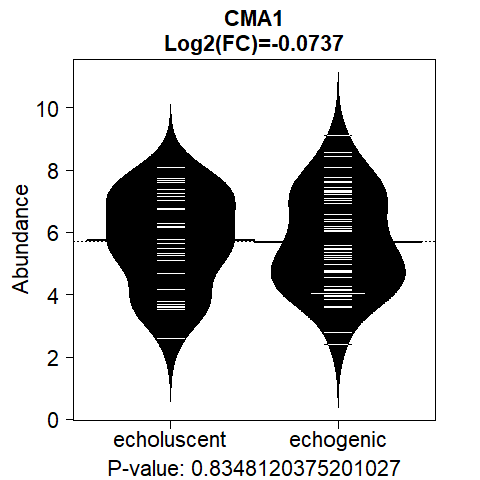 CMA1
Log2(FC)=-0.0737
Abundance
10
8
6
4
2
0
echoluscent echogenic
P-value: 0.8348120375201027